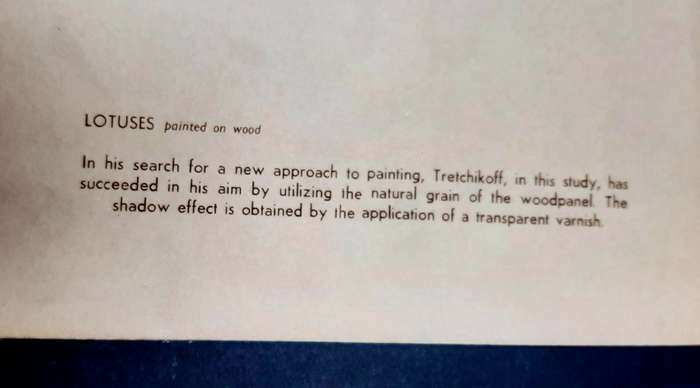 LOTUSES painted on wood
In his search for a new approach to painting, Tretchikoff, in this study, has
succeeded in his aim by utilizing the natural grain of the woodpanel. The
shadow effect is obtained by the application of a transparent varnish.